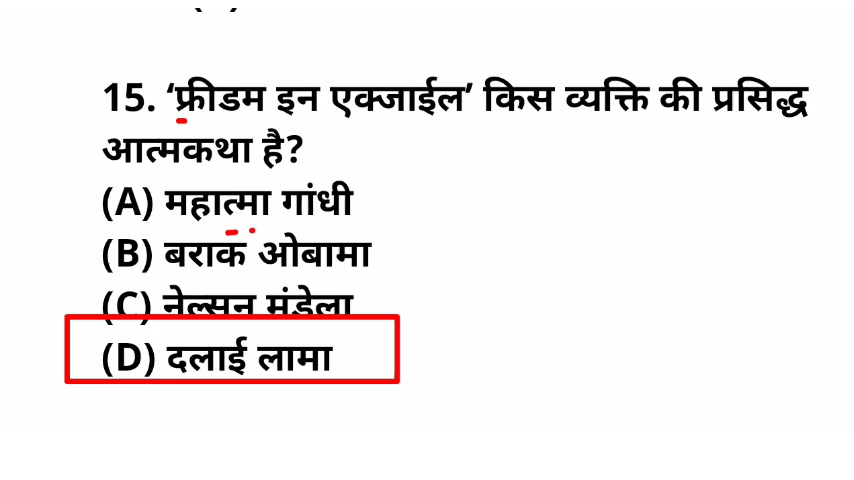 15. ‘फ्रीडम इन एक्जाईल’ किस व्यक्ति की प्रसिद्ध
आत्मकथा है?
(A) महात्मा गांधी
(B) बराक ओबामा
(C) नेल्सन मंडेला
(D) दलाई लामा